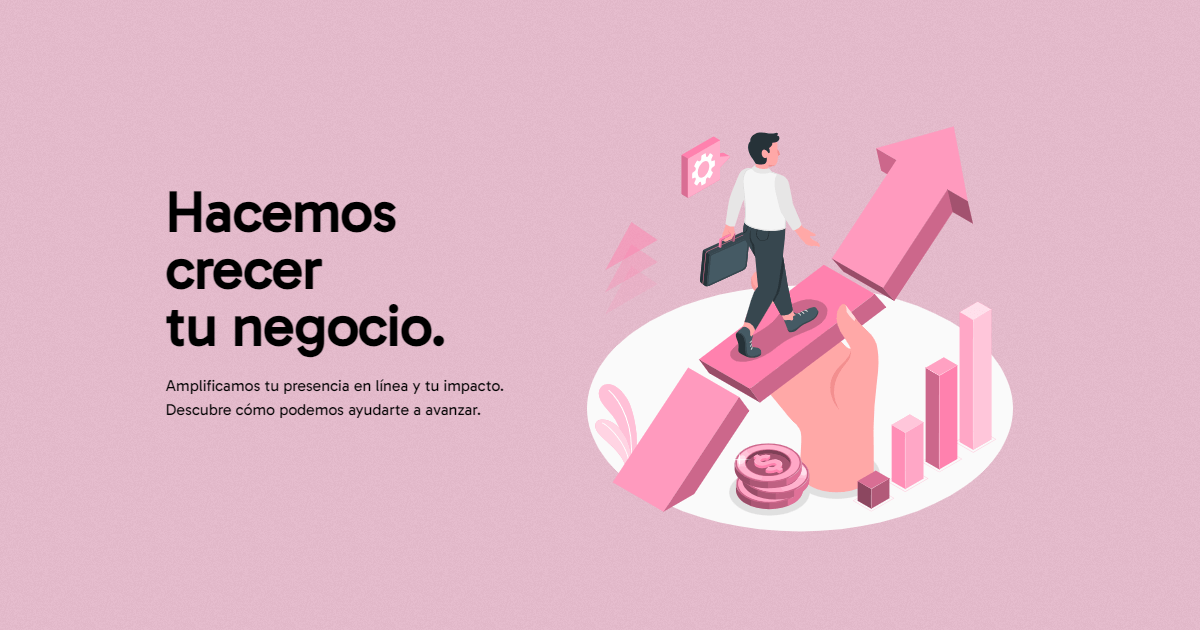 Hacemos
crecer
tu negocio.
Amplificamos tu presencia en línea y tu impacto.
Descubre cómo podemos ayudarte a avanzar.
$